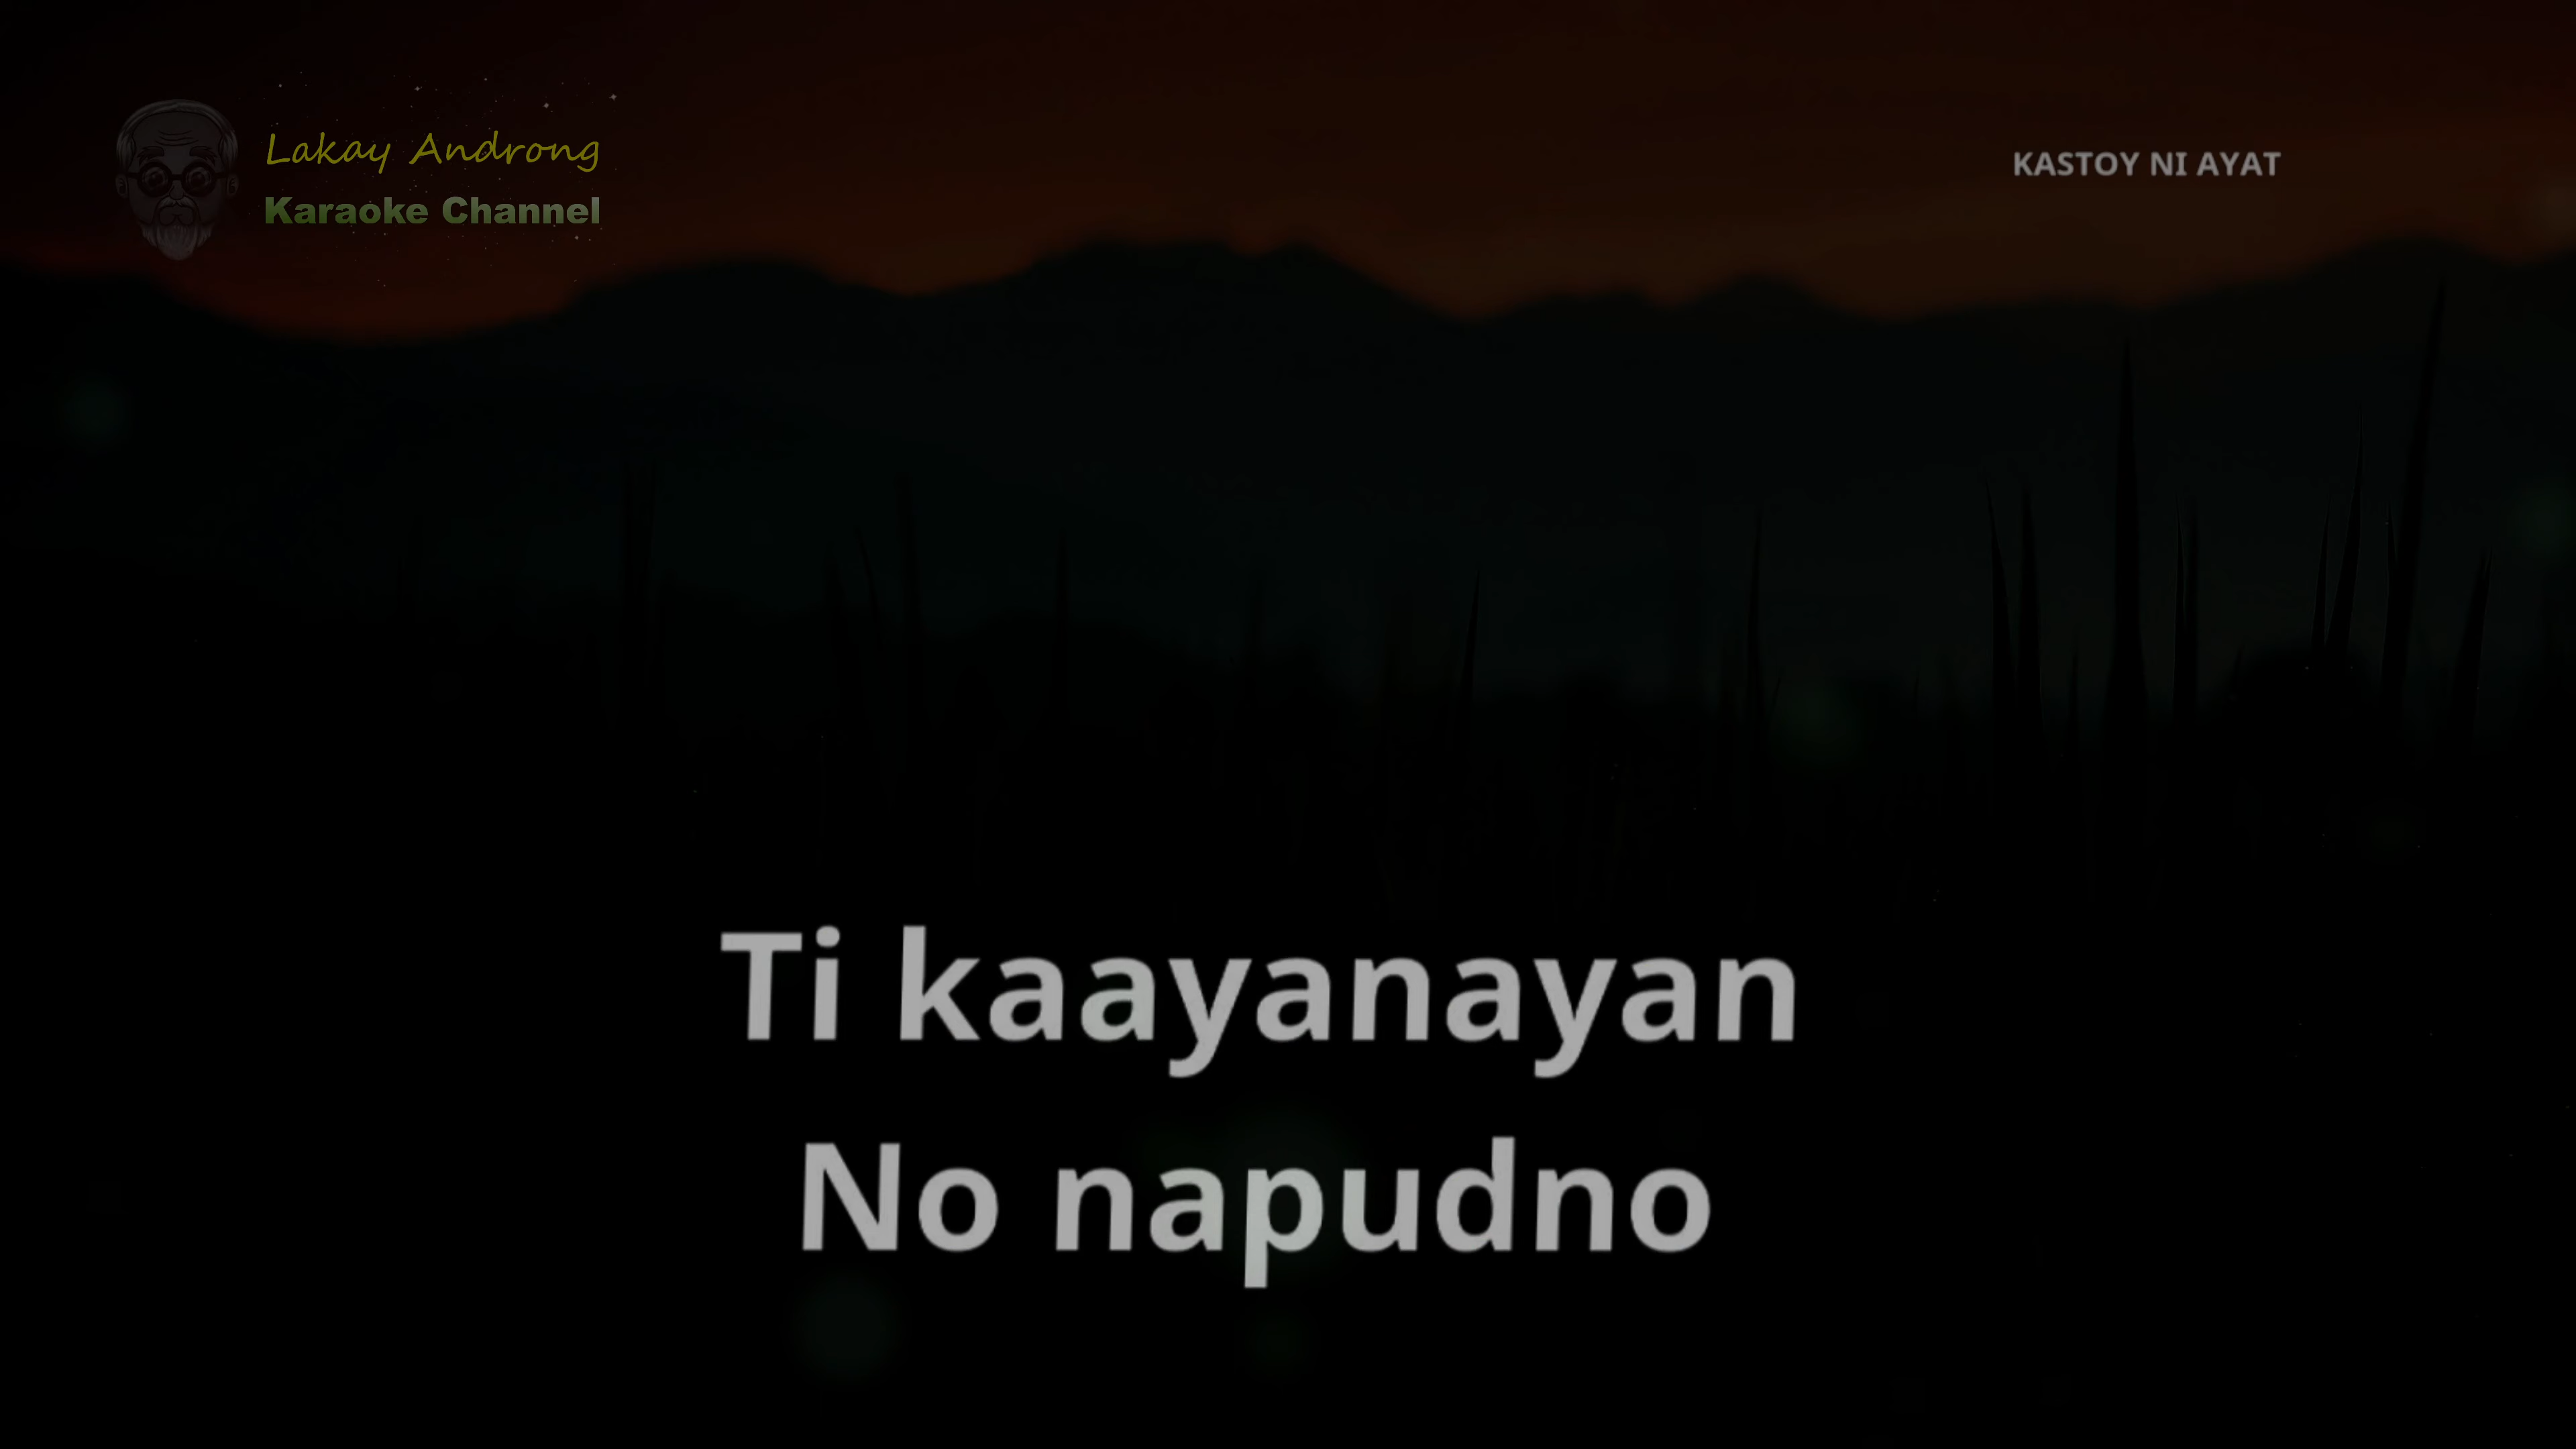 Lakay Androng
Karaoke Channel
KASTOY NI AYAT
Ti kaayanayan
No napudno